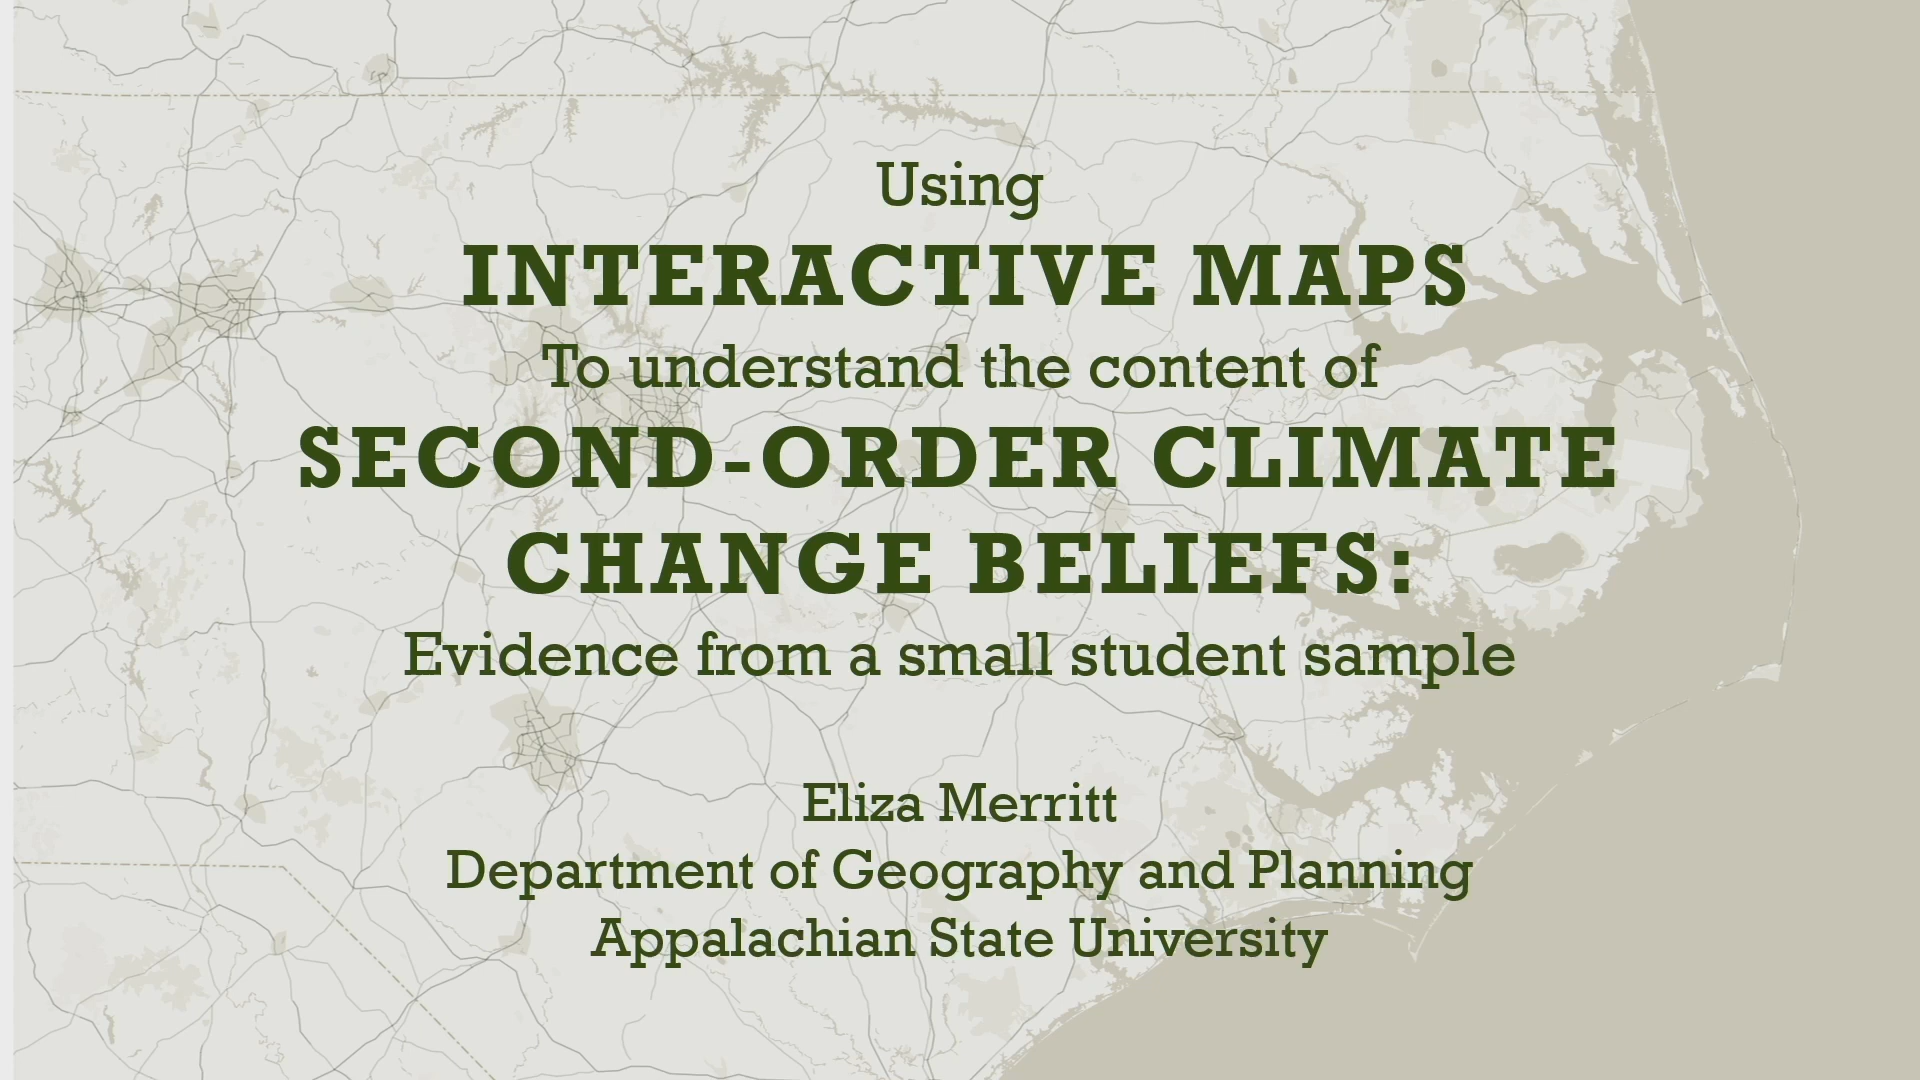 Using
INTERACTIVE MAPS
To understand the content of
SECOND-ORDER CLIMATE
CHANGE BELIEFS:
Evidence from a small student sample
Eliza Merritt
Department of Geography and Planning
Appalachian State University